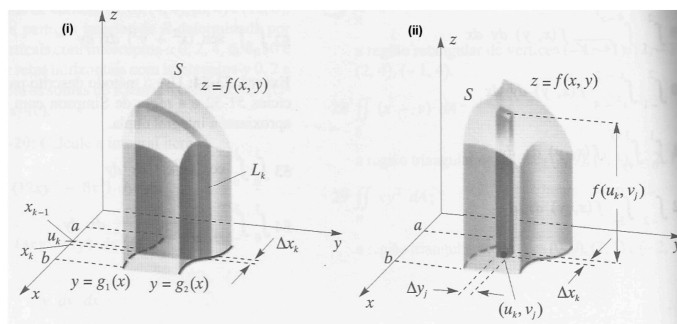 (i)
z
S
z = f(x, y)
L_k
x_{k-1}
a
u_k
x_k
b
y
Δx_k
x
y = g_1(x)
y = g_2(x)
(ii)
z
S
z = f(x, y)
f(u_k, v_j)
a
y
b
x
Δy_j
Δx_k
(u_k, v_j)